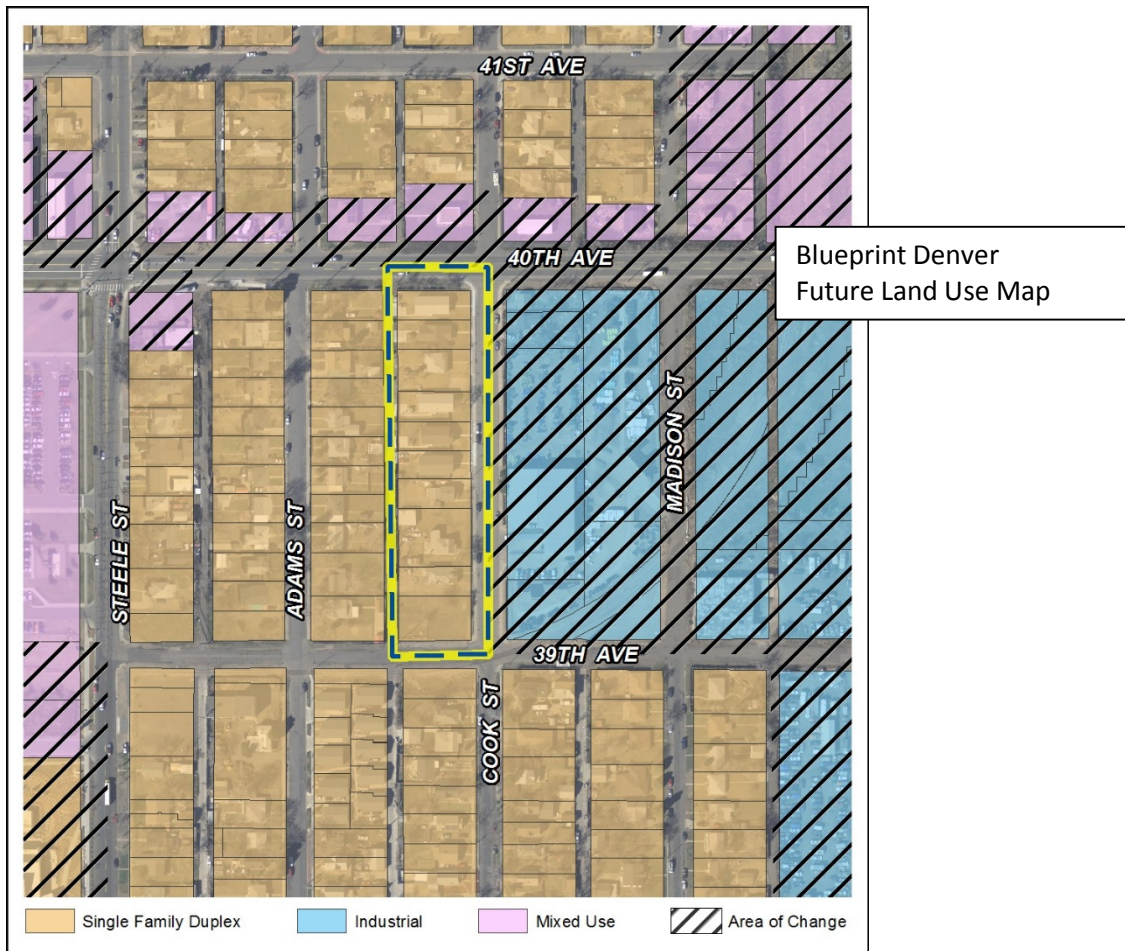 41ST AVE
40TH AVE
Blueprint Denver
Future Land Use Map
STEELE ST
ADAMS ST
MADISON ST
39TH AVE
COOK ST
Single Family Duplex
Industrial
Mixed Use
Area of Change